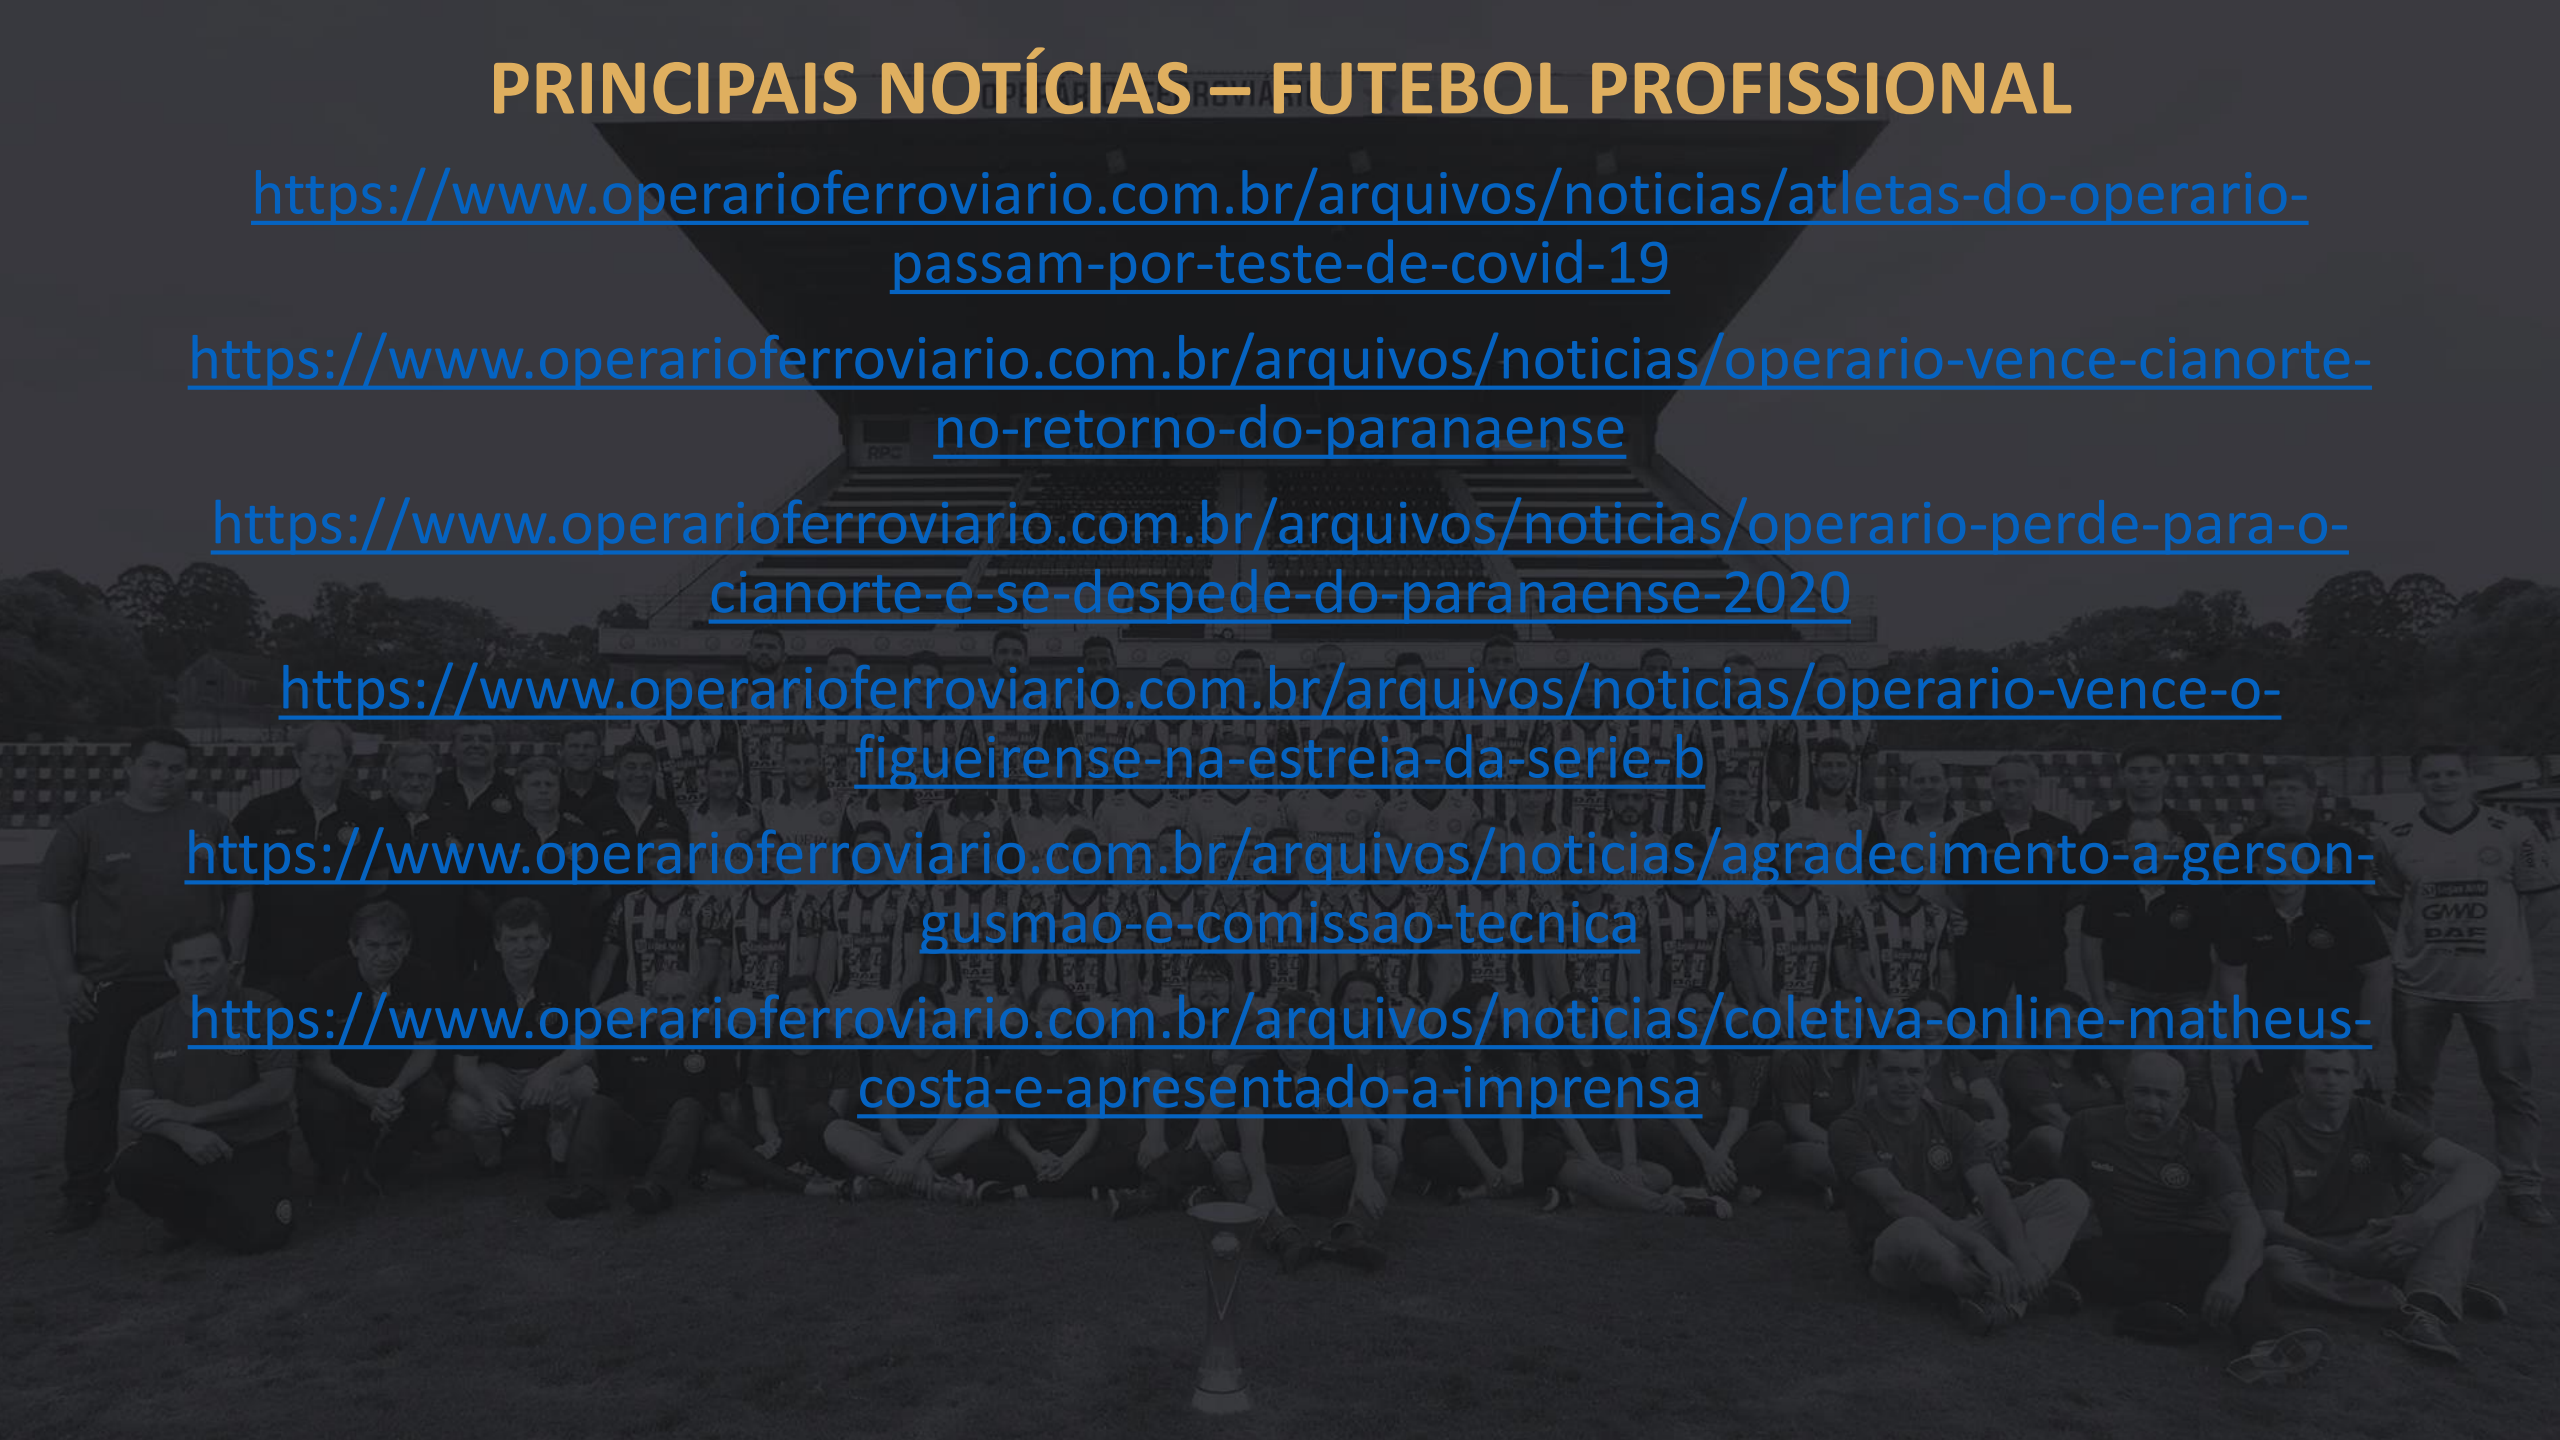 PRINCIPAIS NOTÍCIAS – FUTEBOL PROFISSIONAL
https://www.operarioferroviario.com.br/arquivos/noticias/atletas-do-operario-
passam-por-teste-de-covid-19
https://www.operarioferroviario.com.br/arquivos/noticias/operario-vence-cianorte-
no-retorno-do-paranaense
https://www.operarioferroviario.com.br/arquivos/noticias/operario-perde-para-o-
cianorte-e-se-despede-do-paranaense-2020
https://www.operarioferroviario.com.br/arquivos/noticias/operario-vence-o-
figueirense-na-estreia-da-serie-b
https://www.operarioferroviario.com.br/arquivos/noticias/agradecimento-a-gerson-
gusmao-e-comissao-tecnica
https://www.operarioferroviario.com.br/arquivos/noticias/coletiva-online-matheus-
costa-e-apresentado-a-imprensa